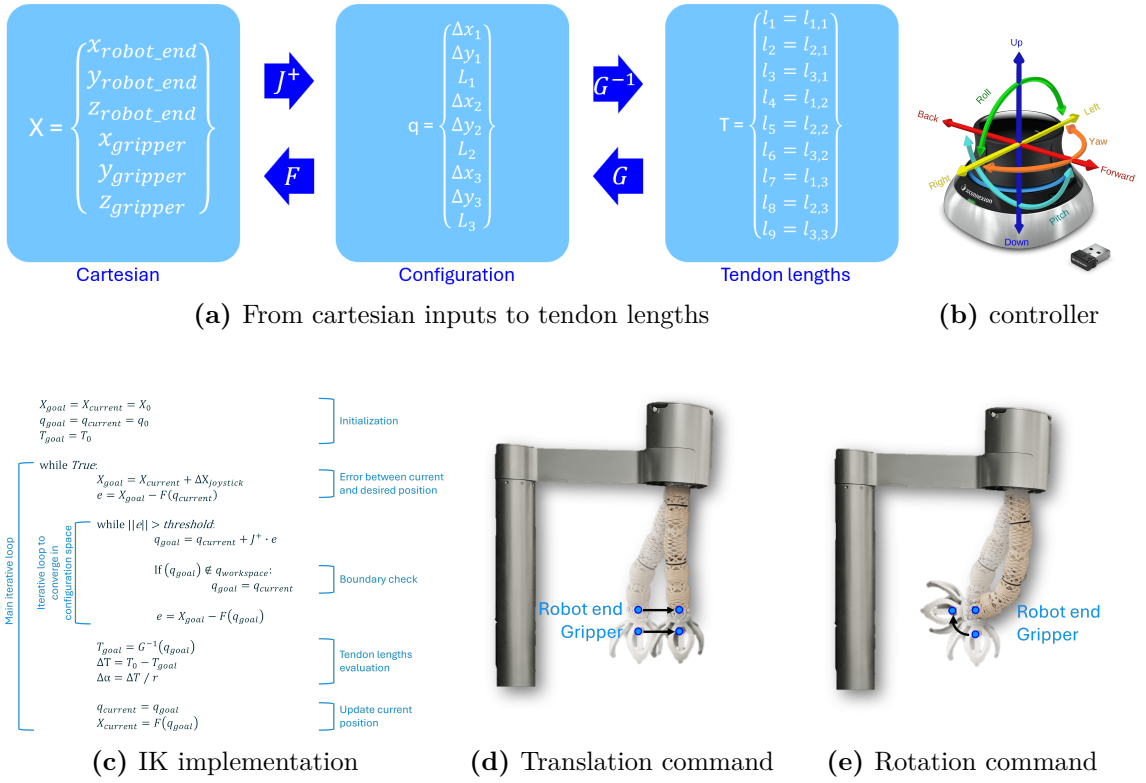 X = { x_robot_end
y_robot_end
z_robot_end
x_gripper
y_gripper
z_gripper }
J⁺
F
q = { Δx₁
Δy₁
L₁
Δx₂
Δy₂
L₂
Δx₃
Δy₃
L₃ }
G⁻¹
G
T = { l₁ = l₁,₁
l₂ = l₂,₁
l₃ = l₃,₁
l₄ = l₁,₂
l₅ = l₂,₂
l₆ = l₃,₂
l₇ = l₁,₃
l₈ = l₂,₃
l₉ = l₃,₃ }
Cartesian
Configuration
Tendon lengths
Up
Roll
Left
Back
Yaw
Forward
Right
3Dconnexion
Pitch
Down
(a) From cartesian inputs to tendon lengths
(b) controller
X_goal = X_current = X₀
q_goal = q_current = q₀
T_goal = T₀
Initialization
Main iterative loop
while True:
X_goal = X_current + ΔX_joystick
e = X_goal − F(q_current)
Error between current
and desired position
Iterative loop to
converge in
configuration space
while ||e|| > threshold:
q_goal = q_current + J⁺ · e
If (q_goal) ∉ q_workspace:
q_goal = q_current
Boundary check
e = X_goal − F(q_goal)
T_goal = G⁻¹(q_goal)
ΔT = T₀ − T_goal
Δα = ΔT / r
Tendon lengths
evaluation
q_current = q_goal
X_current = F(q_goal)
Update current
position
(c) IK implementation
Robot end
Gripper
(d) Translation command
Robot end
Gripper
(e) Rotation command